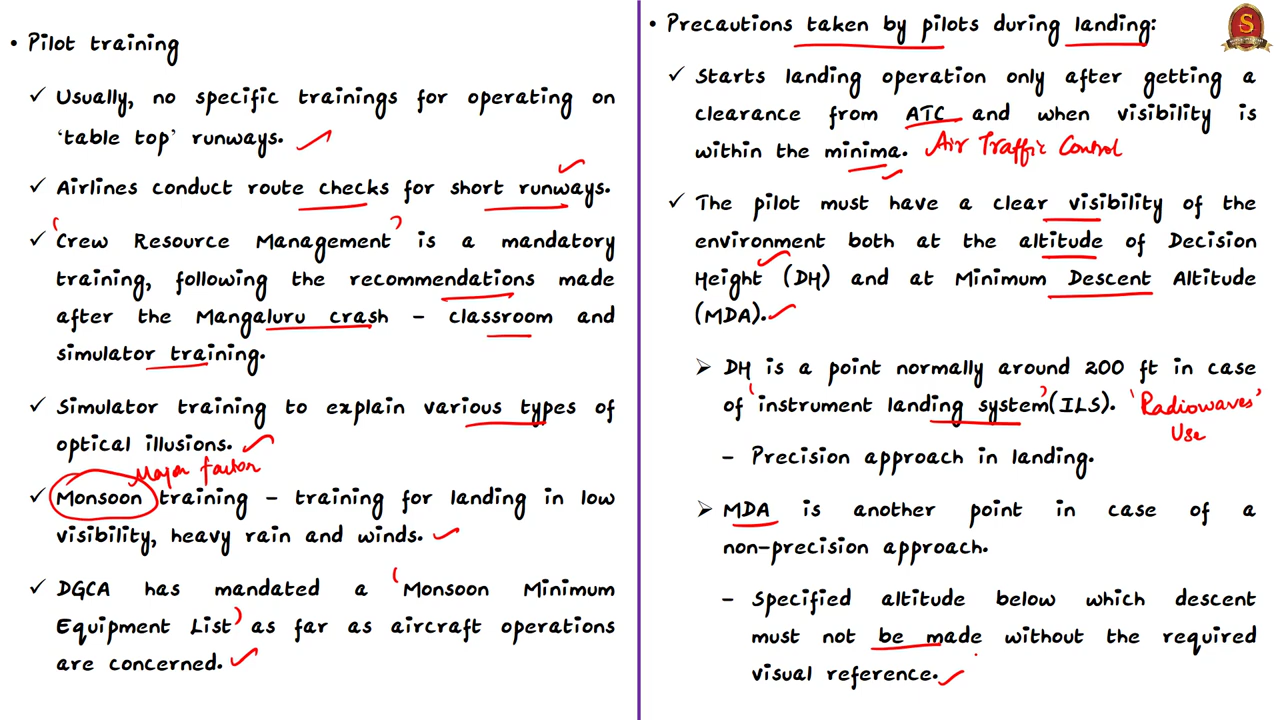 • Pilot training
✓ Usually, no specific trainings for operating on
‘table top’ runways.
✓ Airlines conduct route checks for short runways.
✓ ‘Crew Resource Management’ is a mandatory
training, following the recommendations made
after the Mangaluru crash – classroom and
simulator training.
✓ Simulator training to explain various types of
optical illusions.
Major factor
✓ Monsoon training – training for landing in low
visibility, heavy rain and winds.
✓ DGCA has mandated a ‘Monsoon Minimum
Equipment List’ as far as aircraft operations
are concerned.
• Precautions taken by pilots during landing:
✓ Starts landing operation only after getting a
clearance from ATC and when visibility is
within the minima. Air Traffic Control
✓ The pilot must have a clear visibility of the
environment both at the altitude of Decision
Height (DH) and at Minimum Descent Altitude
(MDA).
➢ DH is a point normally around 200 ft in case
of ‘instrument landing system’ (ILS). ‘Radiowaves’
Use
– Precision approach in landing.
➢ MDA is another point in case of a
non-precision approach.
– Specified altitude below which descent
must not be made without the required
visual reference.
S